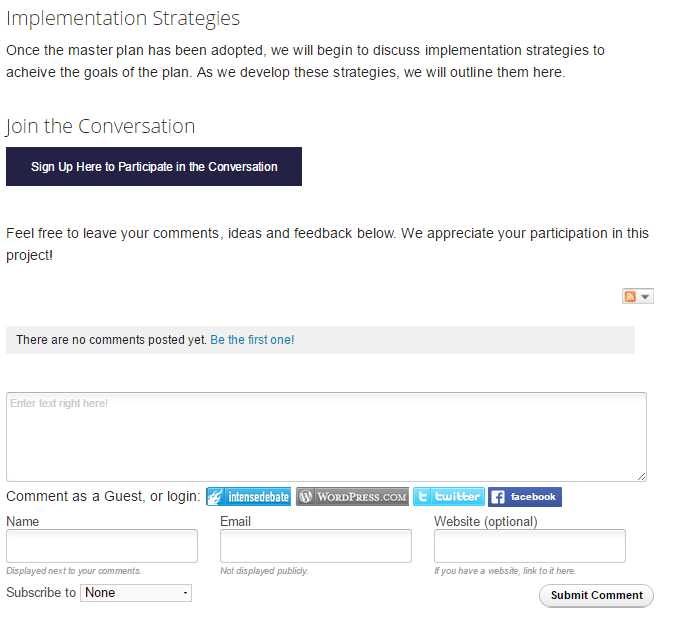 Implementation Strategies
Once the master plan has been adopted, we will begin to discuss implementation strategies to
acheive the goals of the plan. As we develop these strategies, we will outline them here.
Join the Conversation
Sign Up Here to Participate in the Conversation
Feel free to leave your comments, ideas and feedback below. We appreciate your participation in this
project!
There are no comments posted yet. Be the first one!
Enter text right here!
Comment as a Guest, or login: intensedebate WORDPRESS.COM twitter facebook
Name Email Website (optional)
Displayed next to your comments. Not displayed publicly. If you have a website, link to it here.
Subscribe to None Submit Comment